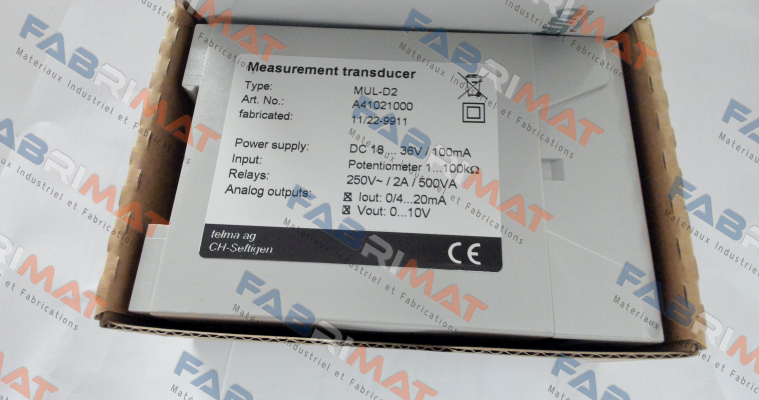 Measurement transducer
Type: MUL-D2
Art. No.: A41021000
fabricated: 11/22-9911
Power supply: DC 18 ... 36V / 100mA
Input: Potentiometer 1...100kΩ
Relays: 250V~ / 2A / 500VA
Analog outputs: ☒ Iout: 0/4...20mA
☒ Vout: 0...10V
telma ag
CH-Seftigen
CE
FABRIMAT
Materiaux Industriel et Fabrications